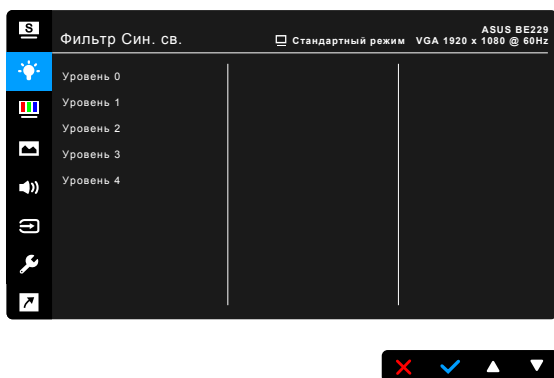 S
Фильтр Син. св.
Стандартный режим
ASUS BE229
VGA 1920 x 1080 @ 60Hz
Уровень 0
Уровень 1
Уровень 2
Уровень 3
Уровень 4